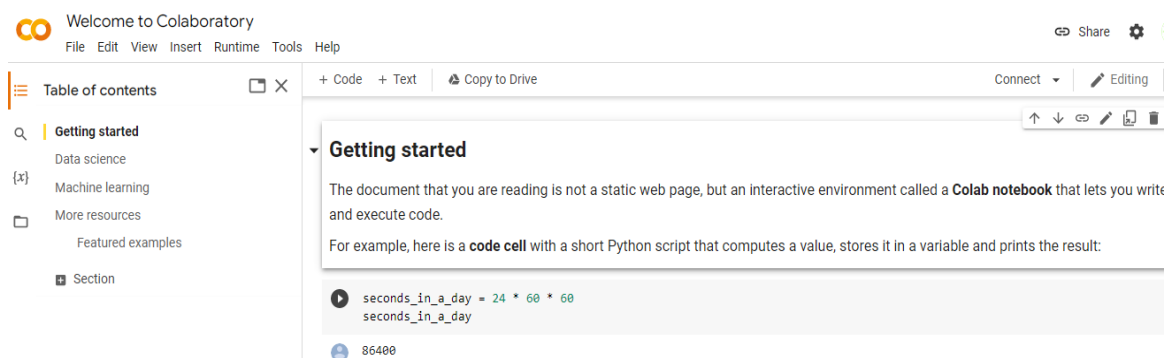 Welcome to Colaboratory
File Edit View Insert Runtime Tools Help
Share
Table of contents
+ Code + Text Copy to Drive
Connect Editing
Getting started
Data science
{x}
Machine learning
More resources
Featured examples
Section
Getting started
The document that you are reading is not a static web page, but an interactive environment called a Colab notebook that lets you write
and execute code.
For example, here is a code cell with a short Python script that computes a value, stores it in a variable and prints the result:
seconds_in_a_day = 24 * 60 * 60
seconds_in_a_day
86400